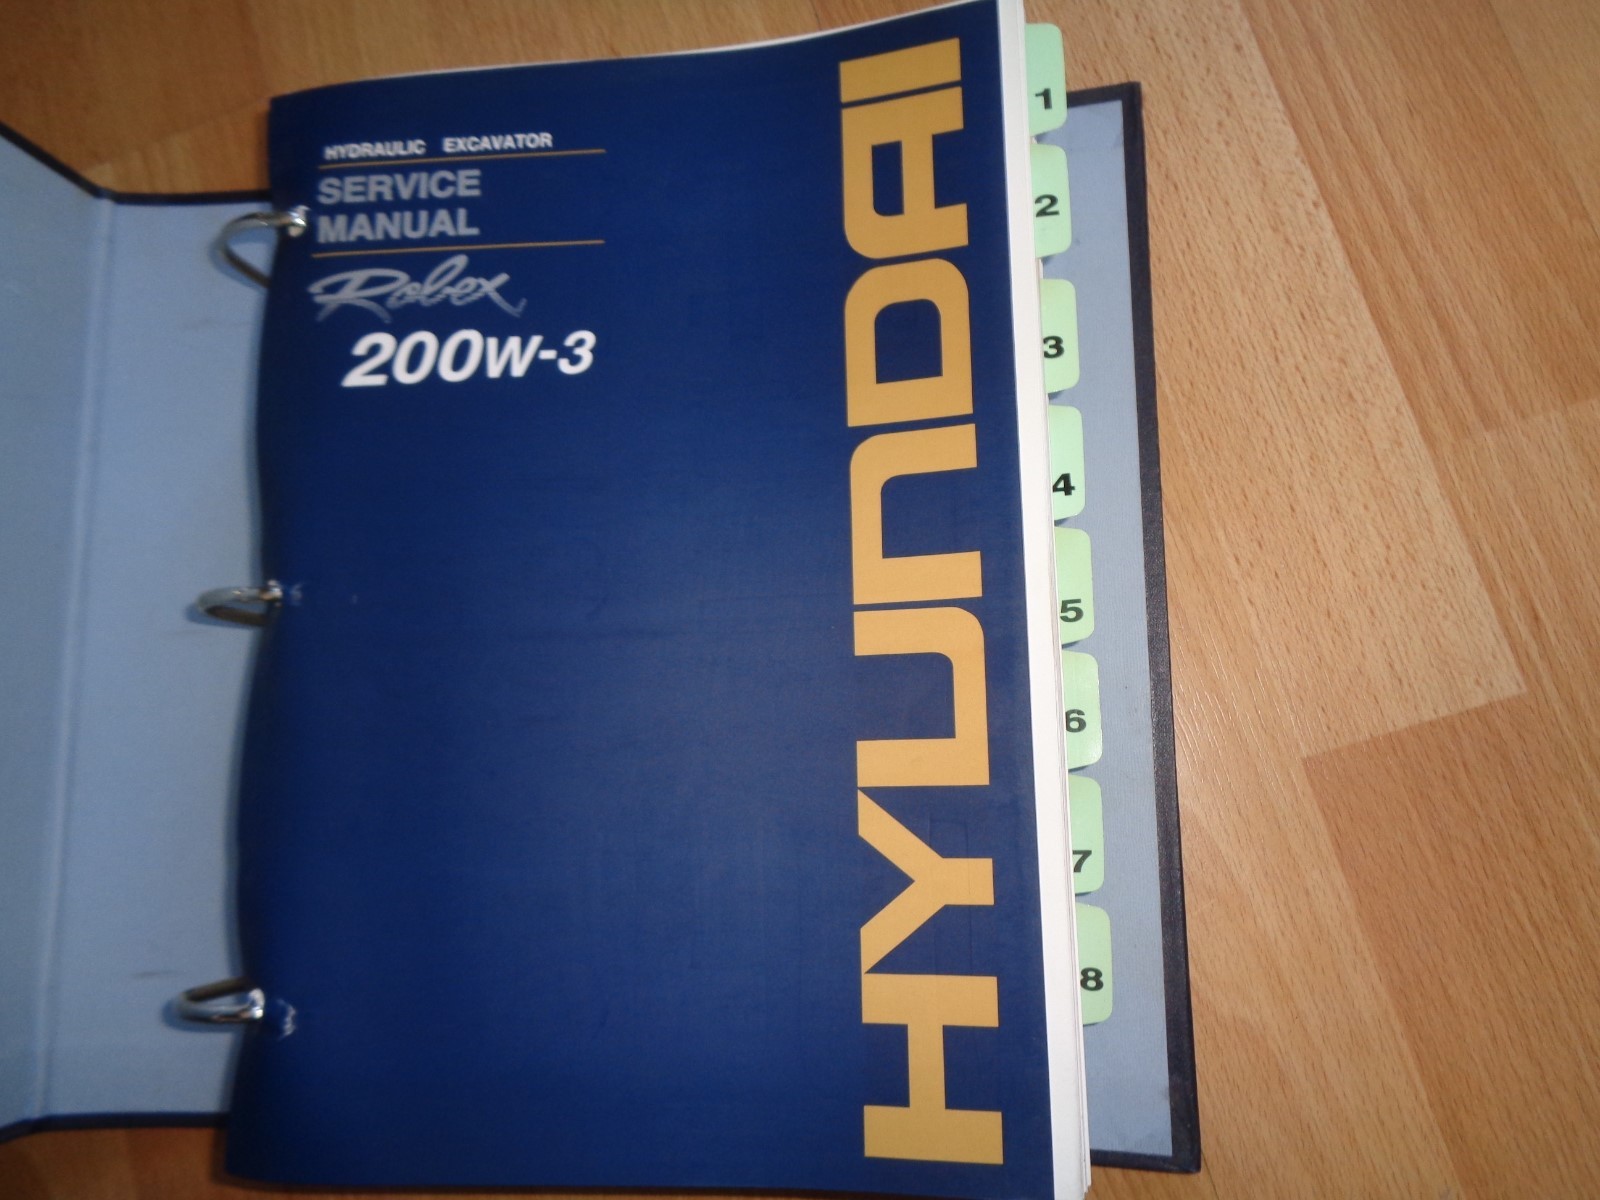 HYDRAULIC EXCAVATOR
SERVICE
MANUAL
Robex
200W-3
HYUNDAI
1
2
3
4
5
6
7
8